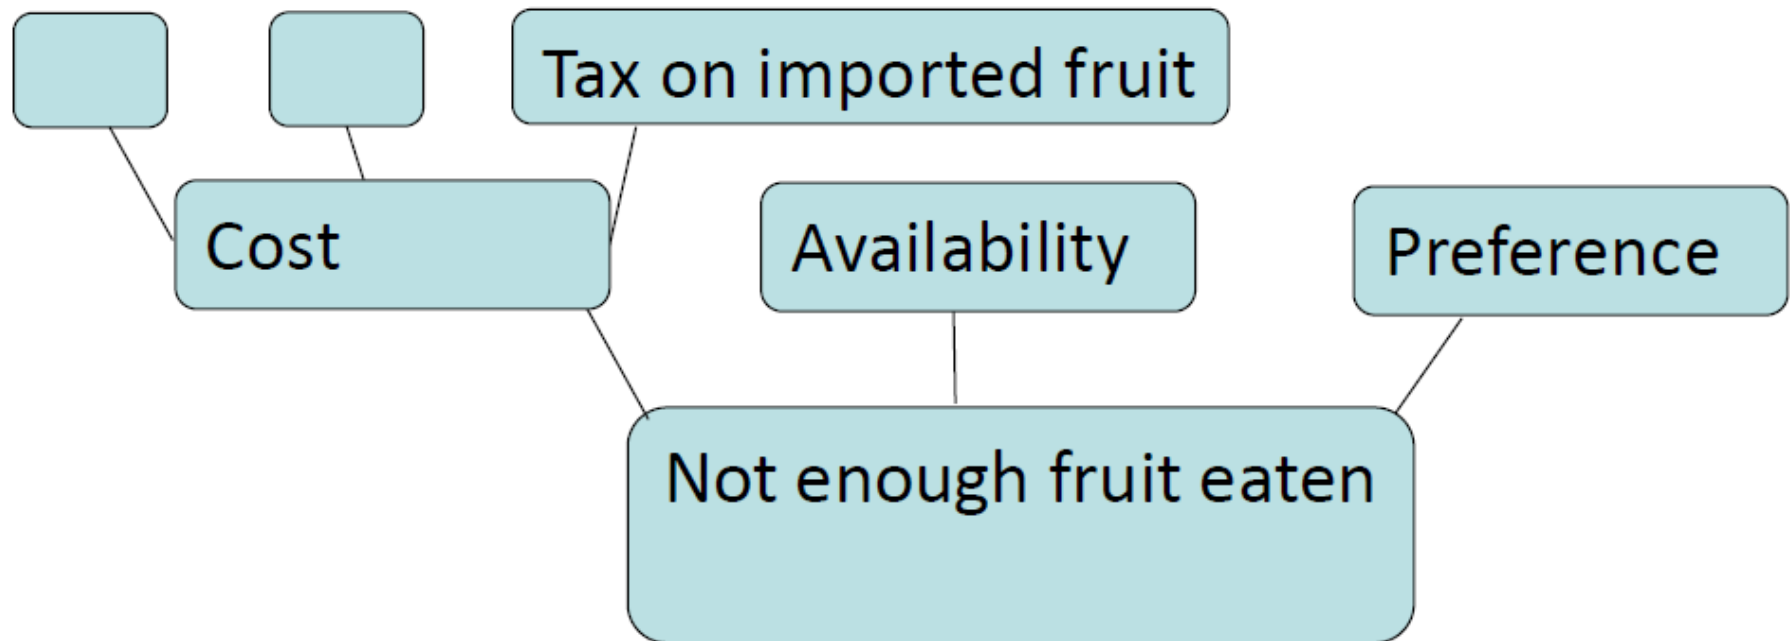 Tax on imported fruit
Cost
Availability
Preference
Not enough fruit eaten